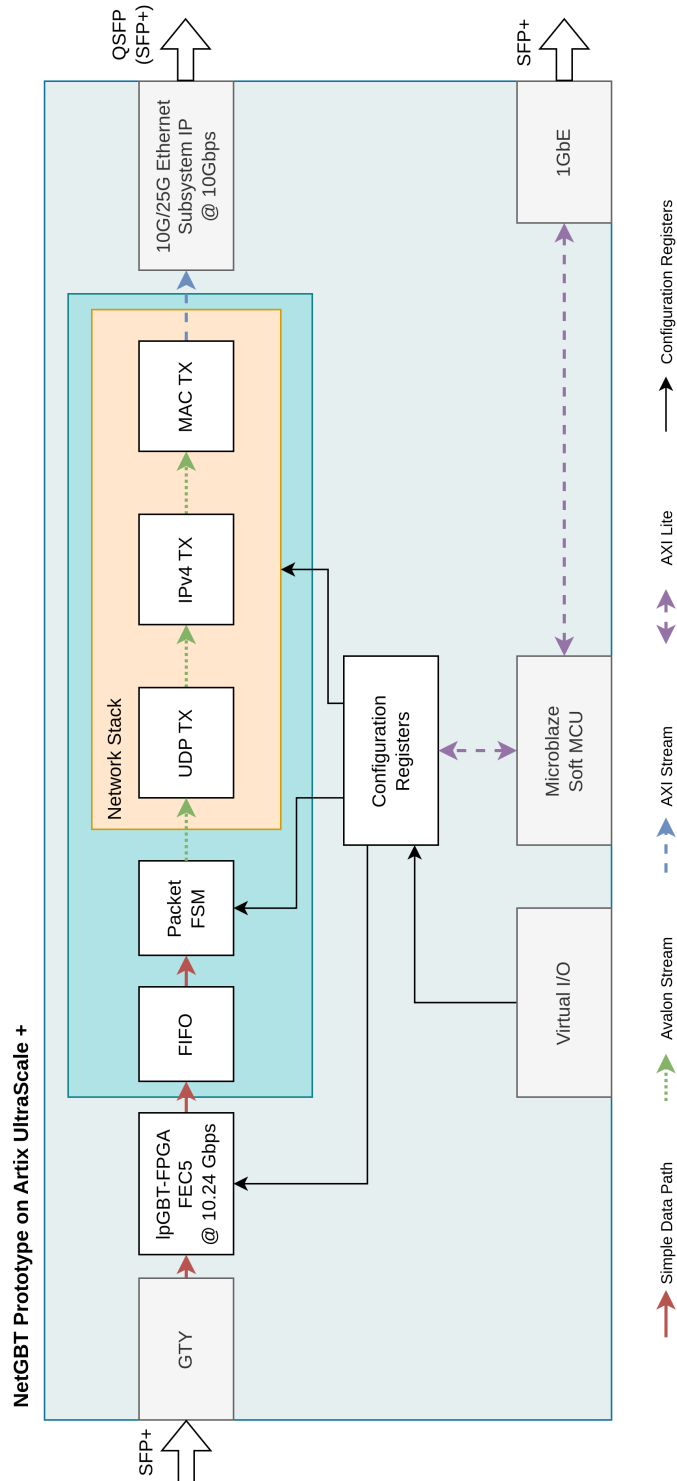 NetGBT Prototype on Artix UltraScale +
SFP+
GTY
lpGBT-FPGA
FEC5
@ 10.24 Gbps
FIFO
Packet
FSM
Network Stack
UDP TX
IPv4 TX
MAC TX
10G/25G Ethernet
Subsystem IP
@ 10Gbps
QSFP
(SFP+)
Configuration
Registers
Virtual I/O
Microblaze
Soft MCU
1GbE
SFP+
Simple Data Path
Avalon Stream
AXI Stream
AXI Lite
Configuration Registers